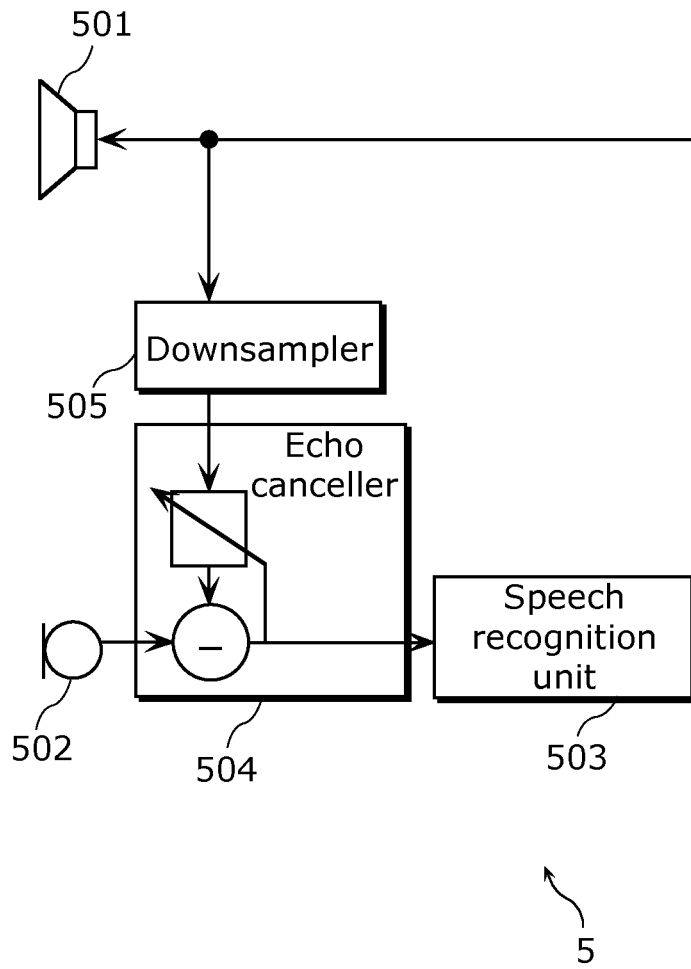 501
Downsampler
505
Echo
canceller
–
Speech
recognition
unit
502
504
503
5